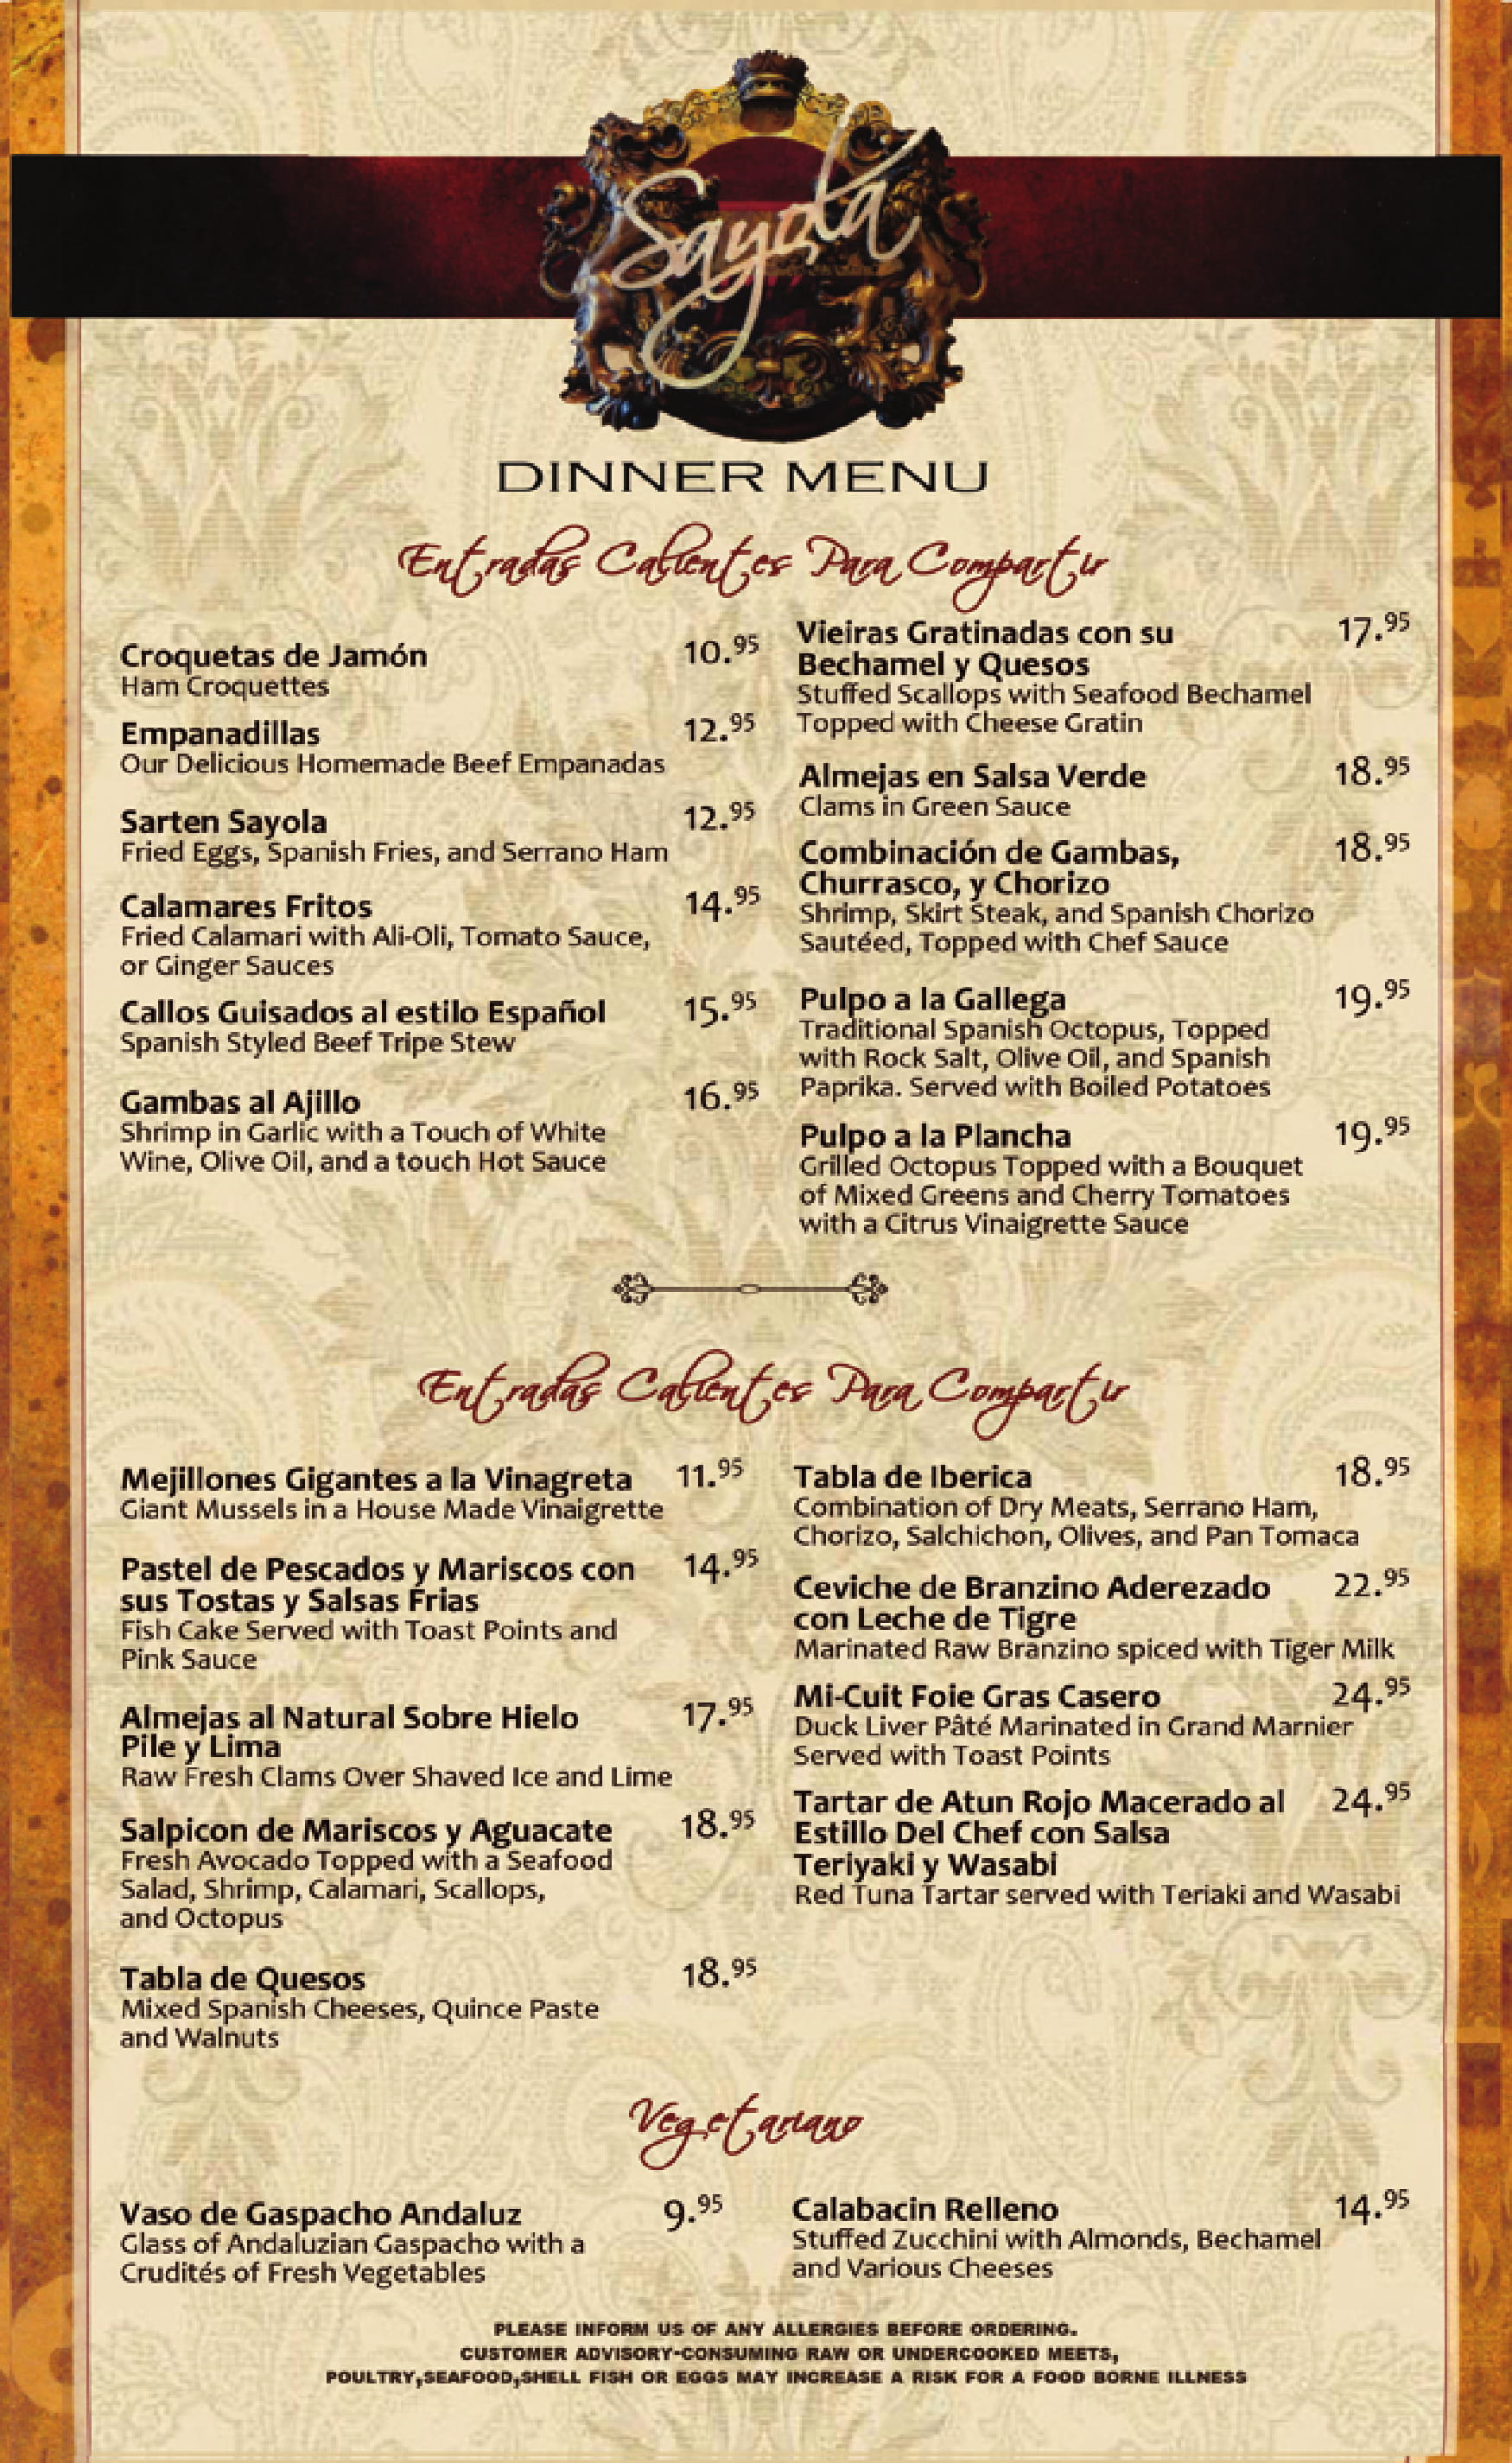 Sayola
DINNER MENU
Entradas Calientes Para Compartir
Croquetas de Jamón 10.95
Ham Croquettes
Empanadillas 12.95
Our Delicious Homemade Beef Empanadas
Sarten Sayola 12.95
Fried Eggs, Spanish Fries, and Serrano Ham
Calamares Fritos 14.95
Fried Calamari with Ali-Oli, Tomato Sauce,
or Ginger Sauces
Callos Guisados al estilo Español 15.95
Spanish Styled Beef Tripe Stew
Gambas al Ajillo 16.95
Shrimp in Garlic with a Touch of White
Wine, Olive Oil, and a touch Hot Sauce
Vieiras Gratinadas con su 17.95
Bechamel y Quesos
Stuffed Scallops with Seafood Bechamel
Topped with Cheese Gratin
Almejas en Salsa Verde 18.95
Clams in Green Sauce
Combinación de Gambas, 18.95
Churrasco, y Chorizo
Shrimp, Skirt Steak, and Spanish Chorizo
Sautéed, Topped with Chef Sauce
Pulpo a la Gallega 19.95
Traditional Spanish Octopus, Topped
with Rock Salt, Olive Oil, and Spanish
Paprika. Served with Boiled Potatoes
Pulpo a la Plancha 19.95
Grilled Octopus Topped with a Bouquet
of Mixed Greens and Cherry Tomatoes
with a Citrus Vinaigrette Sauce
Entradas Calientes Para Compartir
Mejillones Gigantes a la Vinagreta 11.95
Giant Mussels in a House Made Vinaigrette
Pastel de Pescados y Mariscos con 14.95
sus Tostas y Salsas Frias
Fish Cake Served with Toast Points and
Pink Sauce
Almejas al Natural Sobre Hielo 17.95
Pile y Lima
Raw Fresh Clams Over Shaved Ice and Lime
Salpicon de Mariscos y Aguacate 18.95
Fresh Avocado Topped with a Seafood
Salad, Shrimp, Calamari, Scallops,
and Octopus
Tabla de Quesos 18.95
Mixed Spanish Cheeses, Quince Paste
and Walnuts
Tabla de Iberica 18.95
Combination of Dry Meats, Serrano Ham,
Chorizo, Salchichon, Olives, and Pan Tomaca
Ceviche de Branzino Aderezado 22.95
con Leche de Tigre
Marinated Raw Branzino spiced with Tiger Milk
Mi-Cuit Foie Gras Casero 24.95
Duck Liver Pâté Marinated in Grand Marnier
Served with Toast Points
Tartar de Atun Rojo Macerado al 24.95
Estillo Del Chef con Salsa
Teriyaki y Wasabi
Red Tuna Tartar served with Teriaki and Wasabi
Vegetariano
Vaso de Gaspacho Andaluz 9.95
Glass of Andaluzian Gaspacho with a
Crudités of Fresh Vegetables
Calabacin Relleno 14.95
Stuffed Zucchini with Almonds, Bechamel
and Various Cheeses
PLEASE INFORM US OF ANY ALLERGIES BEFORE ORDERING.
CUSTOMER ADVISORY-CONSUMING RAW OR UNDERCOOKED MEETS,
POULTRY,SEAFOOD,SHELL FISH OR EGGS MAY INCREASE A RISK FOR A FOOD BORNE ILLNESS